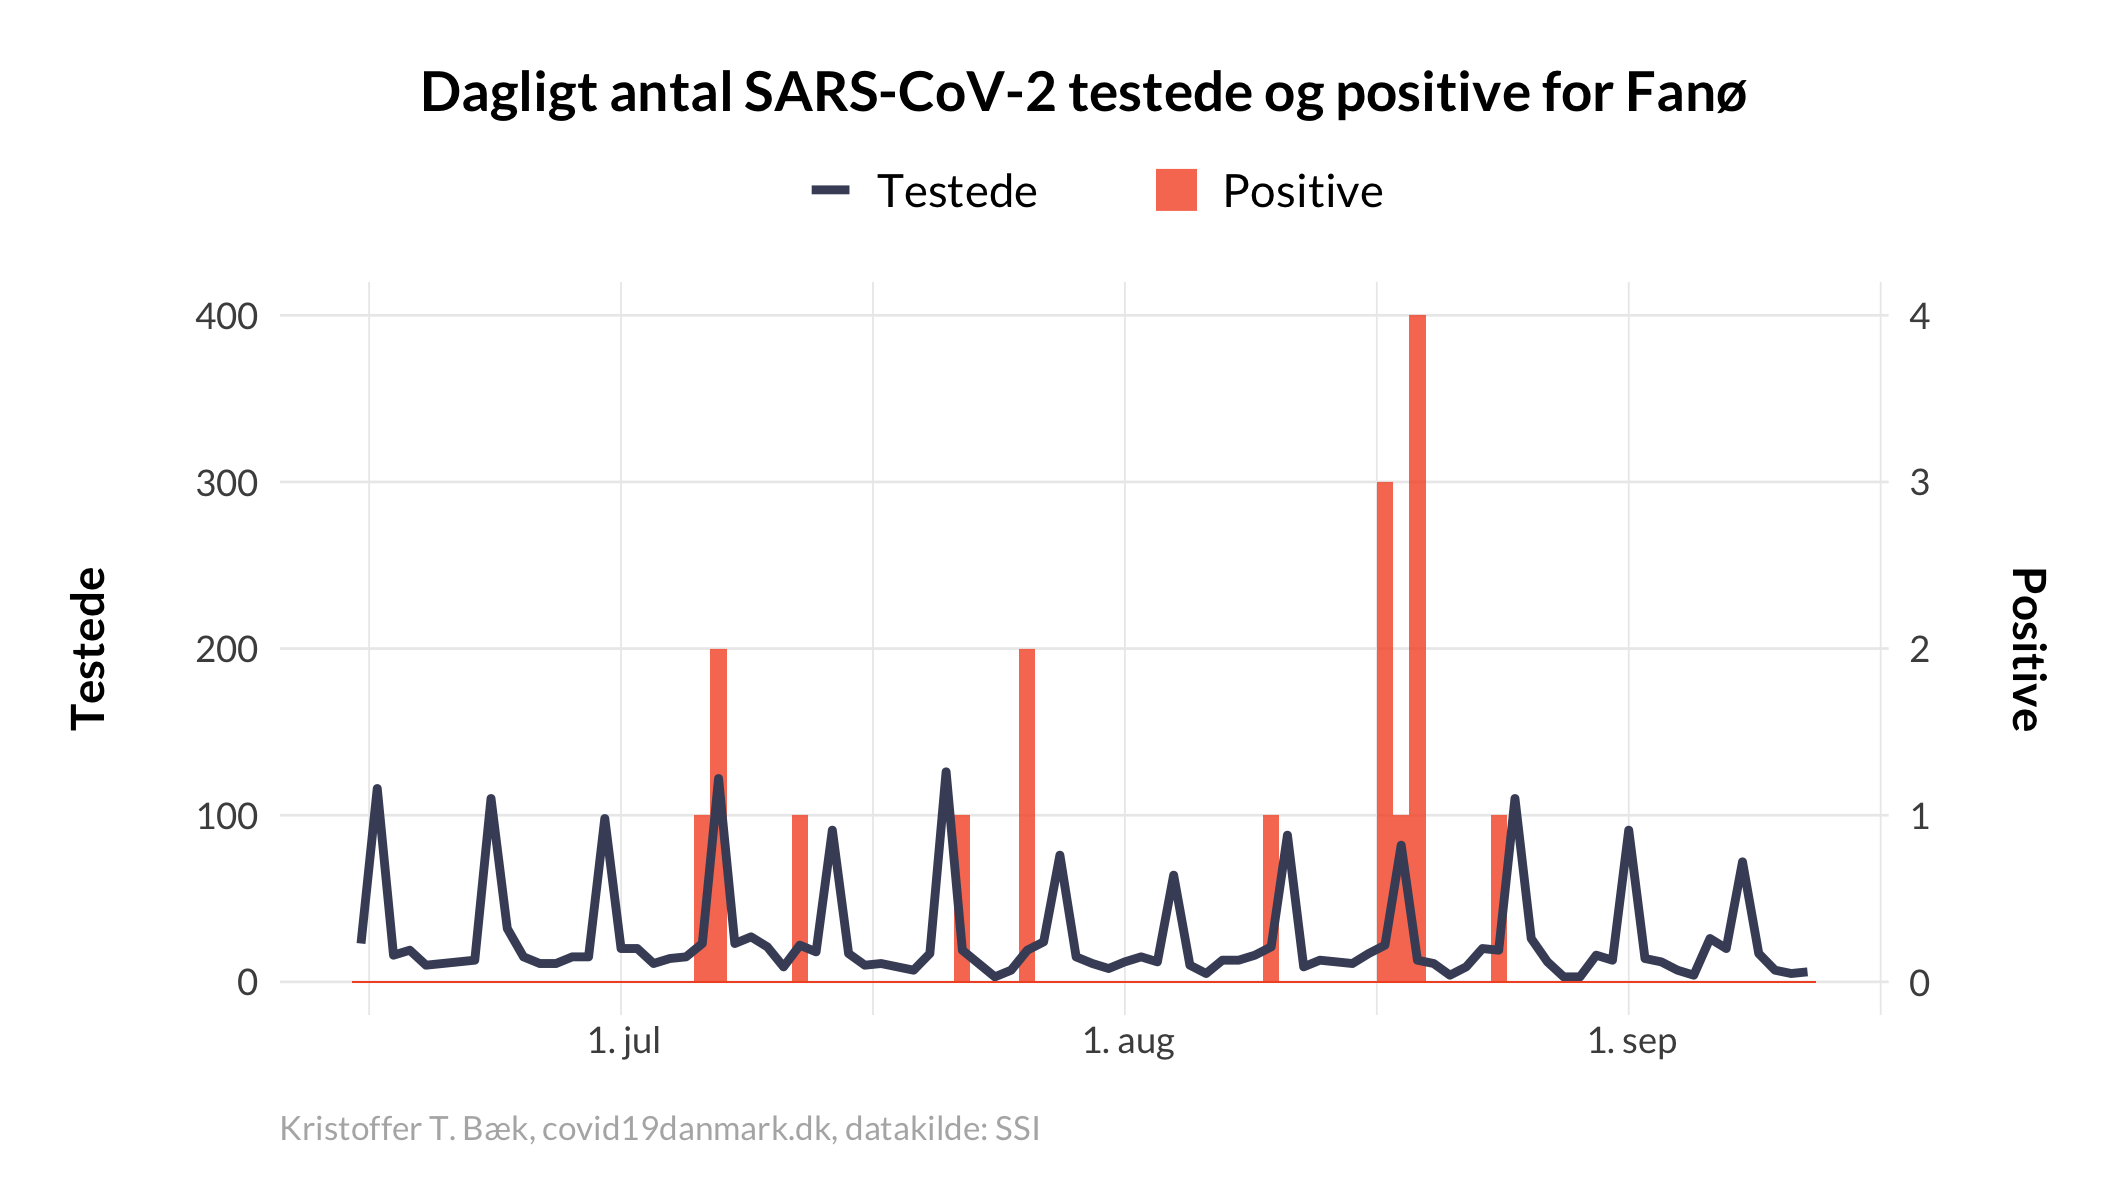 Dagligt antal SARS-CoV-2 testede og positive for Fanø
Testede
Positive
400
300
200
100
0
4
3
2
1
0
Testede
Positive
1. jul
1. aug
1. sep
Kristoffer T. Bæk, covid19danmark.dk, datakilde: SSI